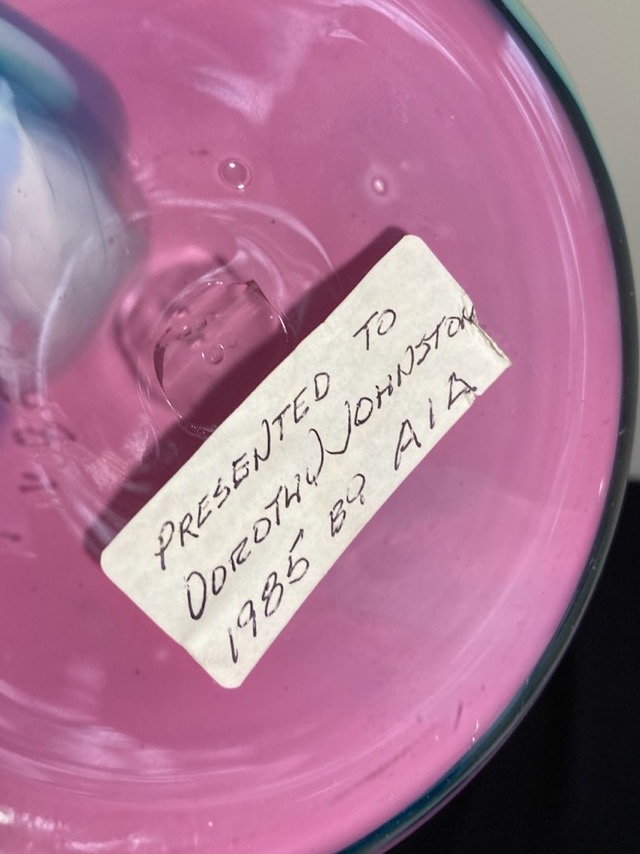 PRESENTED TO
DOROTHY JOHNSTON
1985 BY AIA